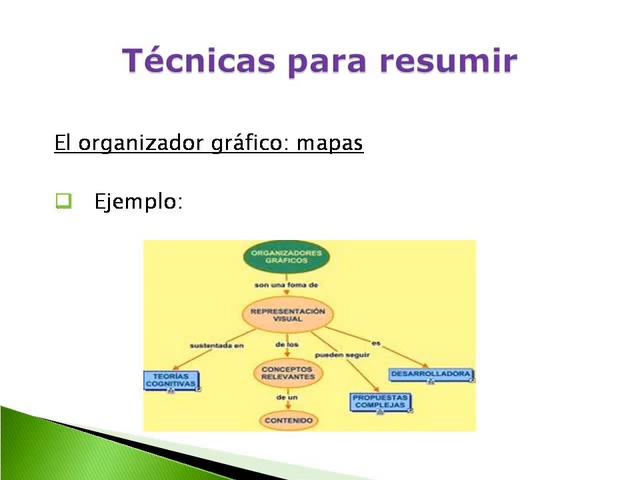 Técnicas para resumir
El organizador gráfico: mapas
Ejemplo:
ORGANIZADORES
GRÁFICOS
son una foma de
REPRESENTACIÓN
VISUAL
sustentada en
de los
pueden seguir
es
TEORÍAS
COGNITIVAS
CONCEPTOS
RELEVANTES
PROPUESTAS
COMPLEJAS
DESARROLLADORA
de un
CONTENIDO